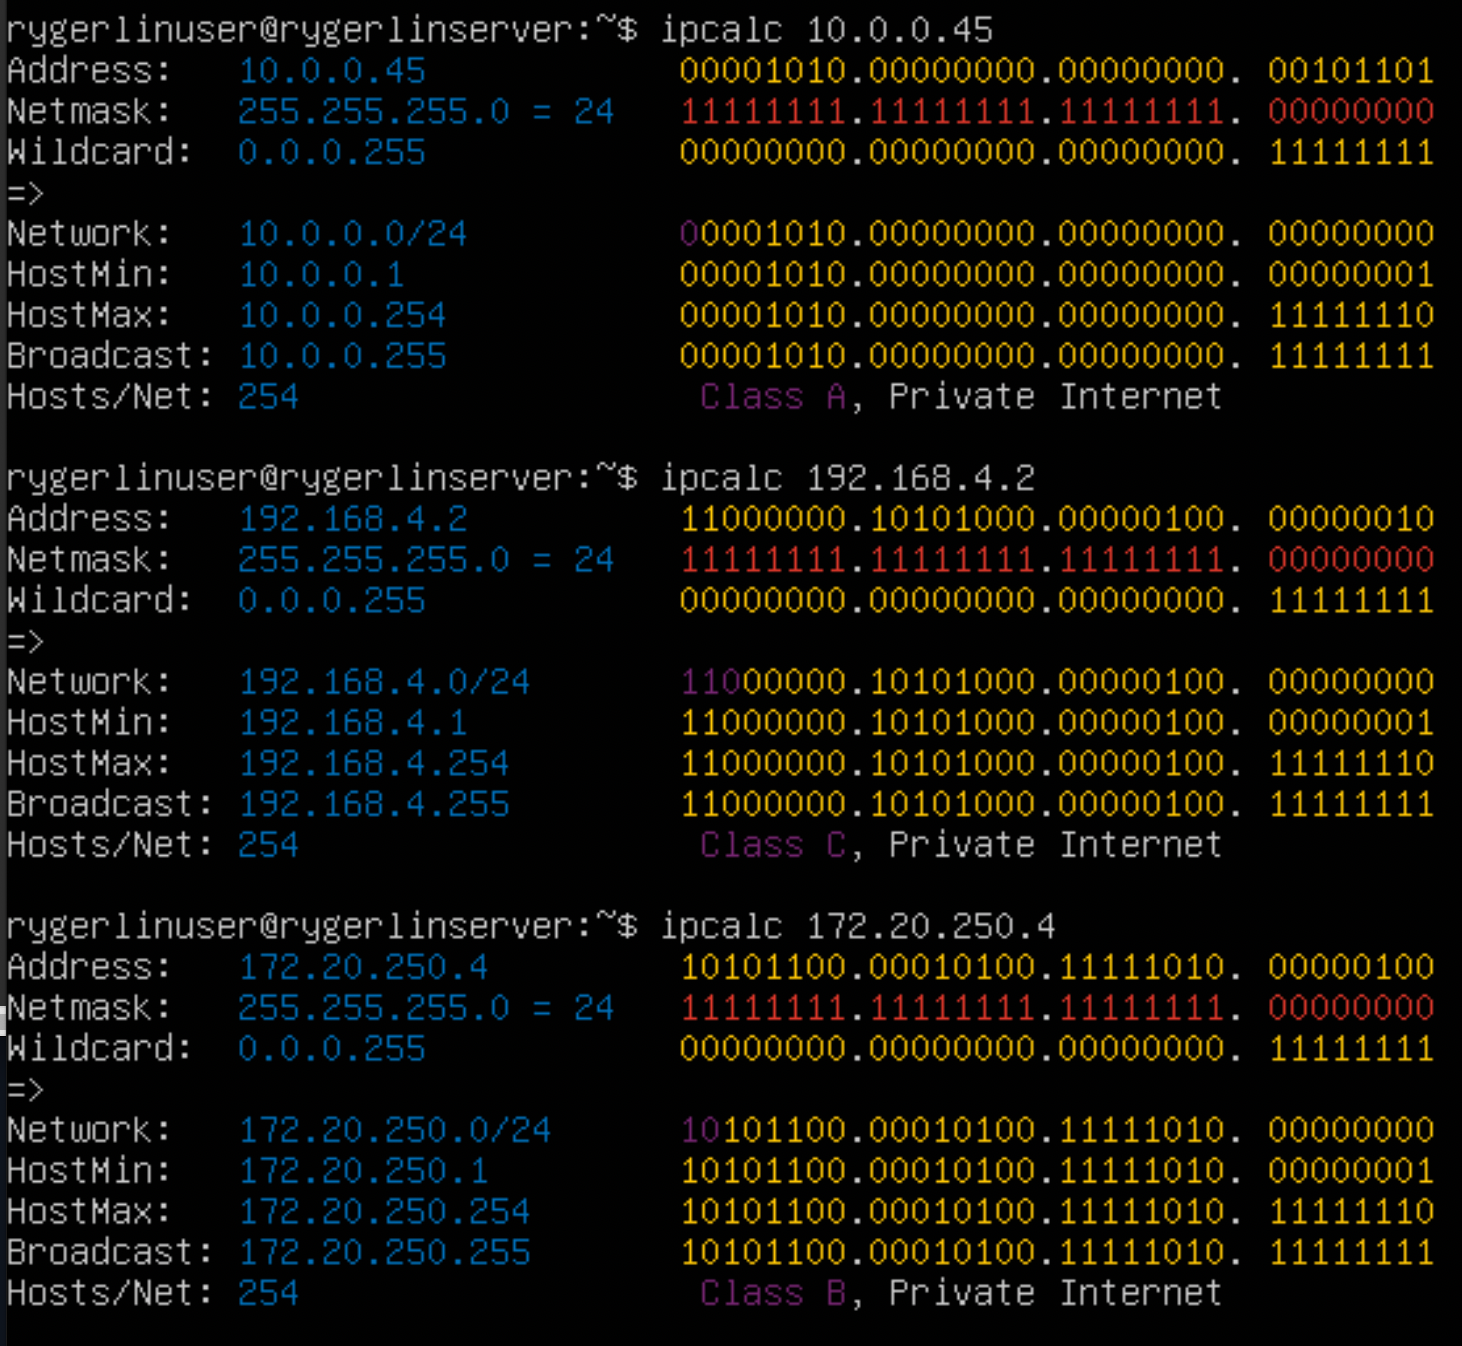 rygerlinuser@rygerlinserver:~$ ipcalc 10.0.0.45
Address:   10.0.0.45            00001010.00000000.00000000. 00101101
Netmask:   255.255.255.0 = 24   11111111.11111111.11111111. 00000000
Wildcard:  0.0.0.255            00000000.00000000.00000000. 11111111
=>
Network:   10.0.0.0/24          00001010.00000000.00000000. 00000000
HostMin:   10.0.0.1             00001010.00000000.00000000. 00000001
HostMax:   10.0.0.254           00001010.00000000.00000000. 11111110
Broadcast: 10.0.0.255           00001010.00000000.00000000. 11111111
Hosts/Net: 254                   Class A, Private Internet

rygerlinuser@rygerlinserver:~$ ipcalc 192.168.4.2
Address:   192.168.4.2          11000000.10101000.00000100. 00000010
Netmask:   255.255.255.0 = 24   11111111.11111111.11111111. 00000000
Wildcard:  0.0.0.255            00000000.00000000.00000000. 11111111
=>
Network:   192.168.4.0/24       11000000.10101000.00000100. 00000000
HostMin:   192.168.4.1          11000000.10101000.00000100. 00000001
HostMax:   192.168.4.254        11000000.10101000.00000100. 11111110
Broadcast: 192.168.4.255        11000000.10101000.00000100. 11111111
Hosts/Net: 254                   Class C, Private Internet

rygerlinuser@rygerlinserver:~$ ipcalc 172.20.250.4
Address:   172.20.250.4         10101100.00010100.11111010. 00000100
Netmask:   255.255.255.0 = 24   11111111.11111111.11111111. 00000000
Wildcard:  0.0.0.255            00000000.00000000.00000000. 11111111
=>
Network:   172.20.250.0/24      10101100.00010100.11111010. 00000000
HostMin:   172.20.250.1         10101100.00010100.11111010. 00000001
HostMax:   172.20.250.254       10101100.00010100.11111010. 11111110
Broadcast: 172.20.250.255       10101100.00010100.11111010. 11111111
Hosts/Net: 254                   Class B, Private Internet